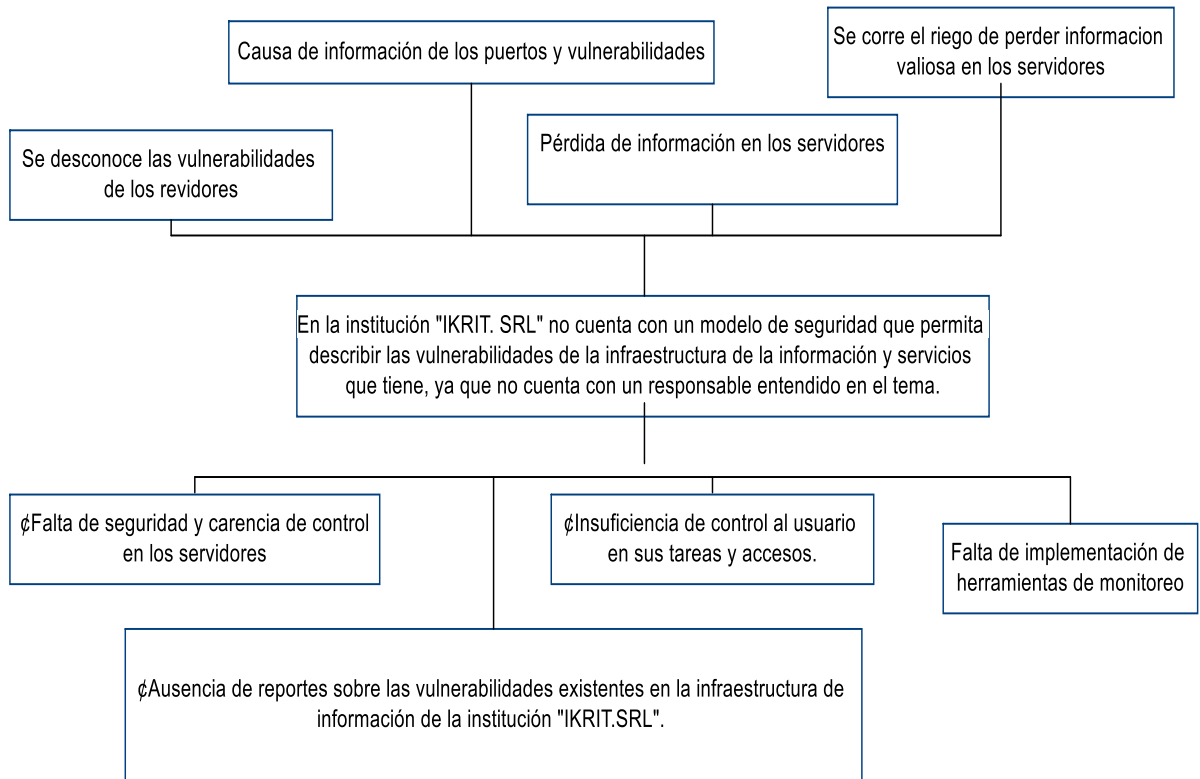 Causa de información de los puertos y vulnerabilidades
Se corre el riego de perder informacion
valiosa en los servidores
Se desconoce las vulnerabilidades
de los revidores
Pérdida de información en los servidores
En la institución "IKRIT. SRL" no cuenta con un modelo de seguridad que permita
describir las vulnerabilidades de la infraestructura de la información y servicios
que tiene, ya que no cuenta con un responsable entendido en el tema.
¢Falta de seguridad y carencia de control
en los servidores
¢Insuficiencia de control al usuario
en sus tareas y accesos.
Falta de implementación de
herramientas de monitoreo
¢Ausencia de reportes sobre las vulnerabilidades existentes en la infraestructura de
información de la institución "IKRIT.SRL".